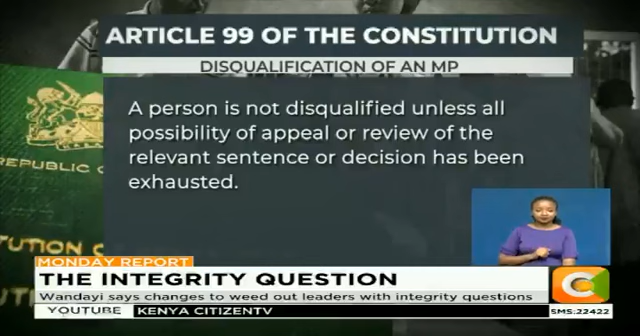 ARTICLE 99 OF THE CONSTITUTION
DISQUALIFICATION OF AN MP
A person is not disqualified unless all
possibility of appeal or review of the
relevant sentence or decision has been
exhausted.
REPUBLIC
MONDAY REPORT
THE INTEGRITY QUESTION
Wandayi says changes to weed out leaders with integrity questions
YOUTUBE KENYA CITIZENTV
SMS:22422